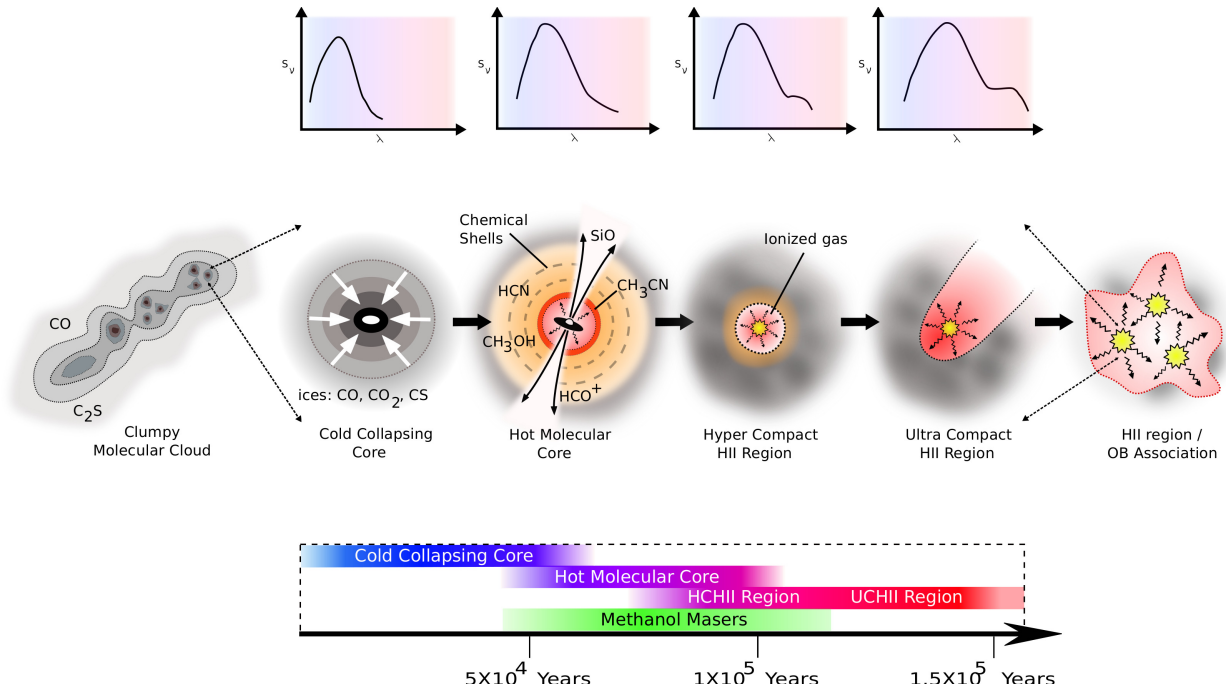 Sν
λ
Sν
λ
Sν
λ
Sν
λ
CO
C2S
Clumpy
Molecular Cloud
ices: CO, CO2, CS
Cold Collapsing
Core
Chemical
Shells
SiO
HCN
CH3CN
CH3OH
HCO+
Hot Molecular
Core
Ionized gas
Hyper Compact
HII Region
Ultra Compact
HII Region
HII region /
OB Association
Cold Collapsing Core
Hot Molecular Core
HCHII Region UCHII Region
Methanol Masers
5X10^4 Years 1X10^5 Years 1.5X10^5 Years